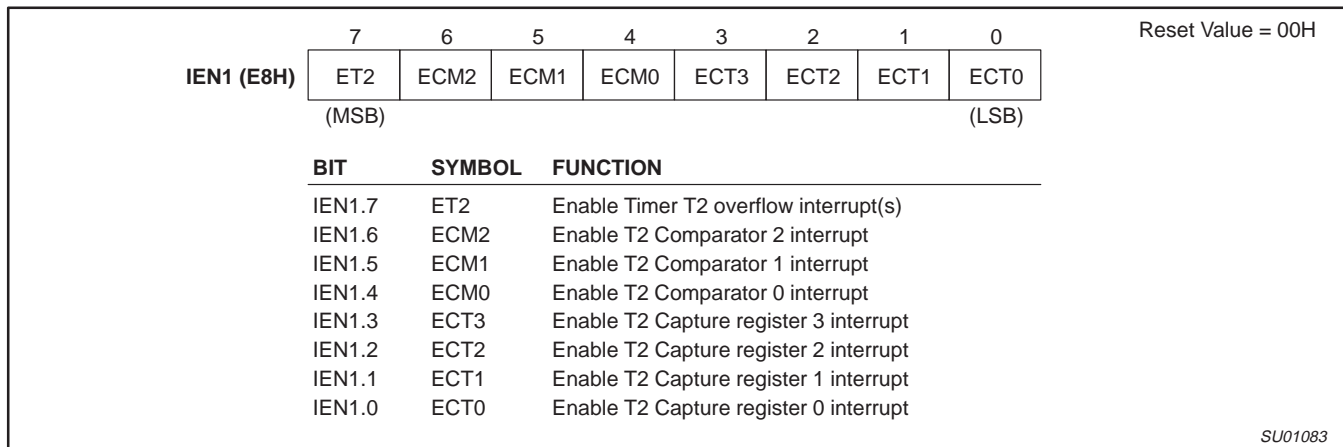 7 6 5 4 3 2 1 0 Reset Value = 00H
IEN1 (E8H) ET2 ECM2 ECM1 ECM0 ECT3 ECT2 ECT1 ECT0
(MSB) (LSB)
BIT SYMBOL FUNCTION
IEN1.7 ET2 Enable Timer T2 overflow interrupt(s)
IEN1.6 ECM2 Enable T2 Comparator 2 interrupt
IEN1.5 ECM1 Enable T2 Comparator 1 interrupt
IEN1.4 ECM0 Enable T2 Comparator 0 interrupt
IEN1.3 ECT3 Enable T2 Capture register 3 interrupt
IEN1.2 ECT2 Enable T2 Capture register 2 interrupt
IEN1.1 ECT1 Enable T2 Capture register 1 interrupt
IEN1.0 ECT0 Enable T2 Capture register 0 interrupt
SU01083